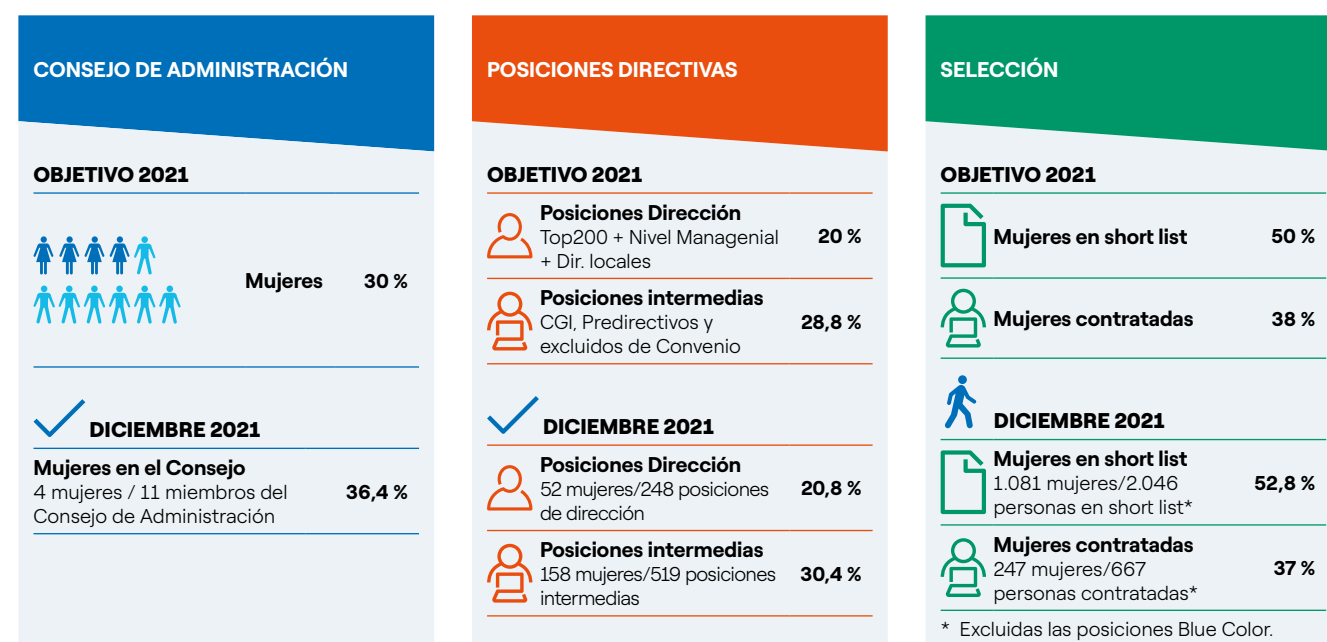 CONSEJO DE ADMINISTRACIÓN
OBJETIVO 2021
Mujeres 30 %
DICIEMBRE 2021
Mujeres en el Consejo
4 mujeres / 11 miembros del
Consejo de Administración
36,4 %
POSICIONES DIRECTIVAS
OBJETIVO 2021
Posiciones Dirección
Top200 + Nivel Managenial
+ Dir. locales
20 %
Posiciones intermedias
CGI, Predirectivos y
excluidos de Convenio
28,8 %
DICIEMBRE 2021
Posiciones Dirección
52 mujeres/248 posiciones
de dirección
20,8 %
Posiciones intermedias
158 mujeres/519 posiciones
intermedias
30,4 %
SELECCIÓN
OBJETIVO 2021
Mujeres en short list 50 %
Mujeres contratadas 38 %
DICIEMBRE 2021
Mujeres en short list
1.081 mujeres/2.046
personas en short list*
52,8 %
Mujeres contratadas
247 mujeres/667
personas contratadas*
37 %
* Excluidas las posiciones Blue Color.